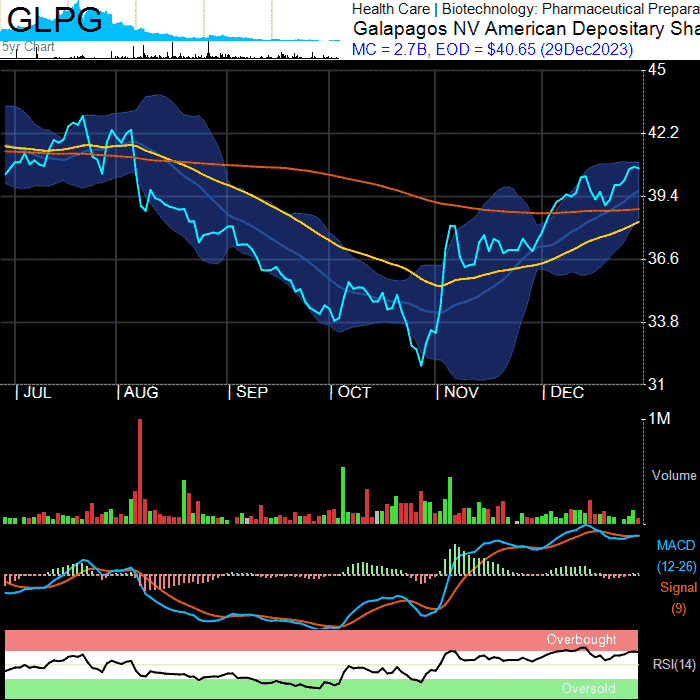 GLPG
5yr Chart
Health Care | Biotechnology: Pharmaceutical Prepara
Galapagos NV American Depositary Sha
MC = 2.7B, EOD = $40.65 (29Dec2023)
45
42.2
39.4
36.6
33.8
31
| JUL | AUG | SEP | OCT | NOV | DEC
1M
Volume
MACD
(12-26)
Signal
(9)
Overbought
RSI(14)
Oversold